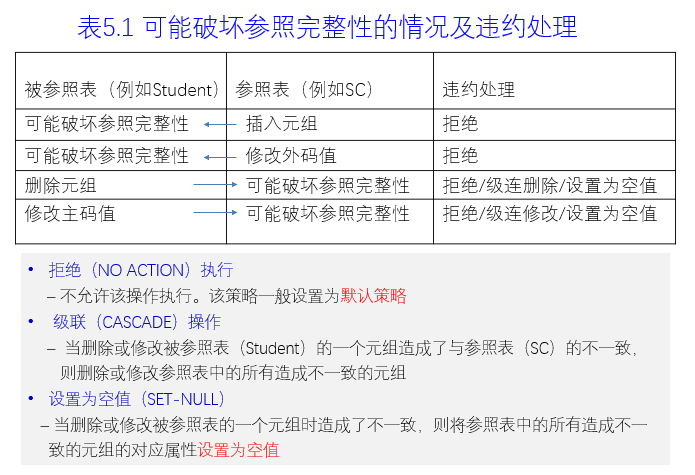 表5.1 可能破坏参照完整性的情况及违约处理
被参照表（例如Student） 参照表（例如SC） 违约处理
可能破坏参照完整性 插入元组 拒绝
可能破坏参照完整性 修改外码值 拒绝
删除元组 可能破坏参照完整性 拒绝/级连删除/设置为空值
修改主码值 可能破坏参照完整性 拒绝/级连修改/设置为空值
• 拒绝（NO ACTION）执行
– 不允许该操作执行。该策略一般设置为默认策略
• 级联（CASCADE）操作
– 当删除或修改被参照表（Student）的一个元组造成了与参照表（SC）的不一致，
则删除或修改参照表中的所有造成不一致的元组
• 设置为空值（SET-NULL）
– 当删除或修改被参照表的一个元组时造成了不一致，则将参照表中的所有造成不一
致的元组的对应属性设置为空值